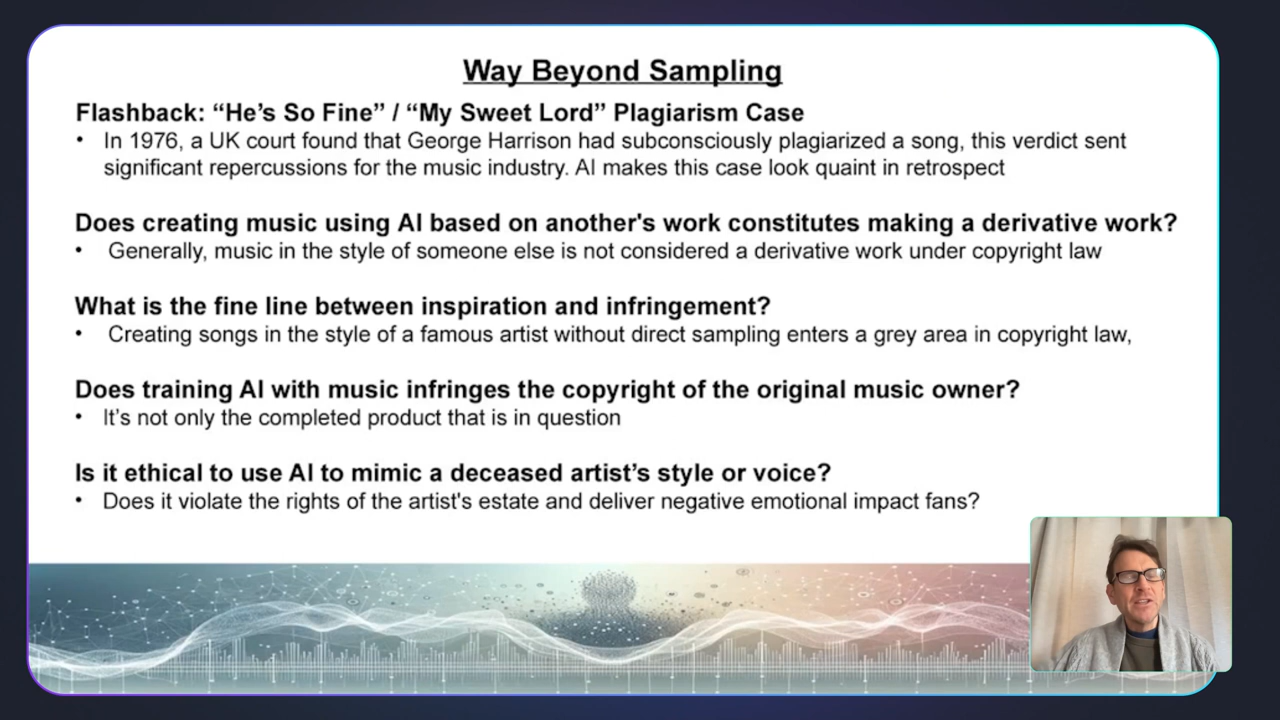 Way Beyond Sampling
Flashback: “He’s So Fine” / “My Sweet Lord” Plagiarism Case
• In 1976, a UK court found that George Harrison had subconsciously plagiarized a song, this verdict sent
significant repercussions for the music industry. AI makes this case look quaint in retrospect
Does creating music using AI based on another's work constitutes making a derivative work?
• Generally, music in the style of someone else is not considered a derivative work under copyright law
What is the fine line between inspiration and infringement?
• Creating songs in the style of a famous artist without direct sampling enters a grey area in copyright law,
Does training AI with music infringes the copyright of the original music owner?
• It’s not only the completed product that is in question
Is it ethical to use AI to mimic a deceased artist’s style or voice?
• Does it violate the rights of the artist's estate and deliver negative emotional impact fans?